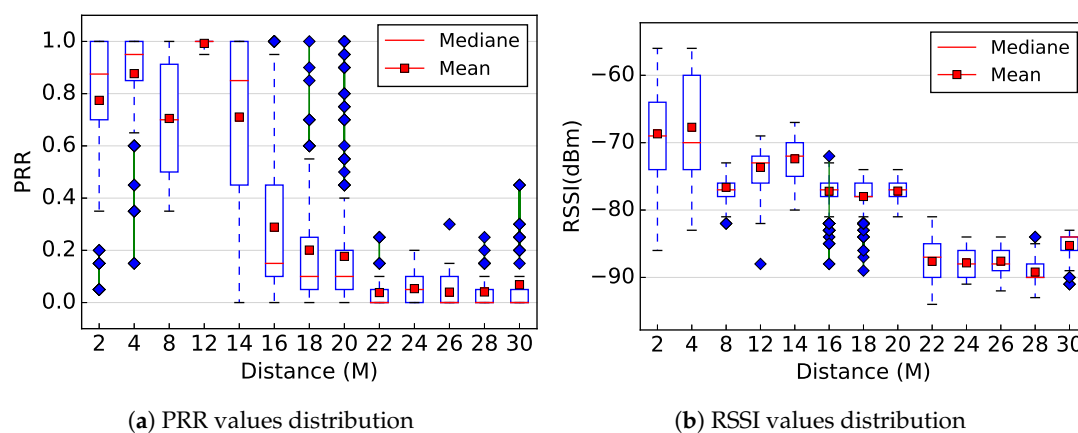 1.0
0.8
0.6
0.4
0.2
0.0
PRR
2 4 8 12 14 16 18 20 22 24 26 28 30
Distance (M)
Mediane
Mean
(a) PRR values distribution
−60
−70
−80
−90
RSSI(dBm)
2 4 8 12 14 16 18 20 22 24 26 28 30
Distance (M)
Mediane
Mean
(b) RSSI values distribution